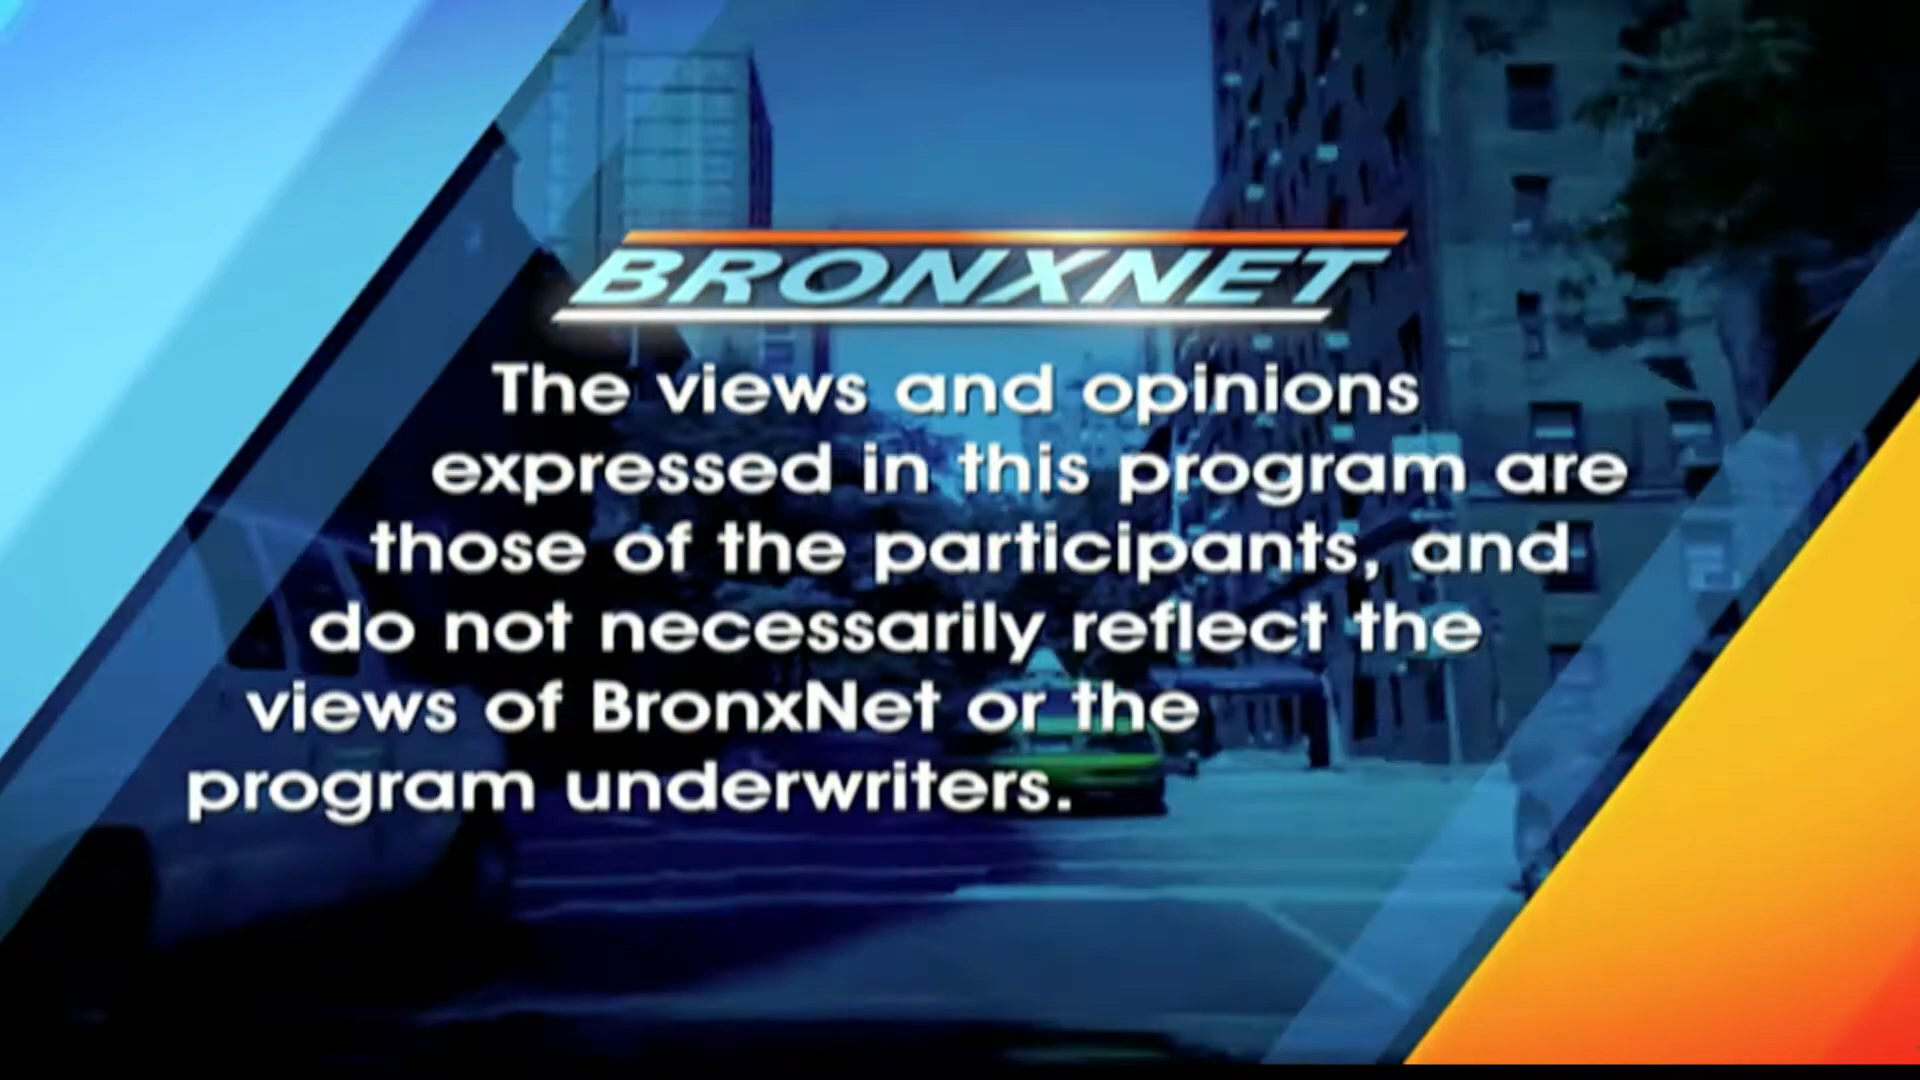 BRONXNET
The views and opinions
expressed in this program are
those of the participants, and
do not necessarily reflect the
views of BronxNet or the
program underwriters.